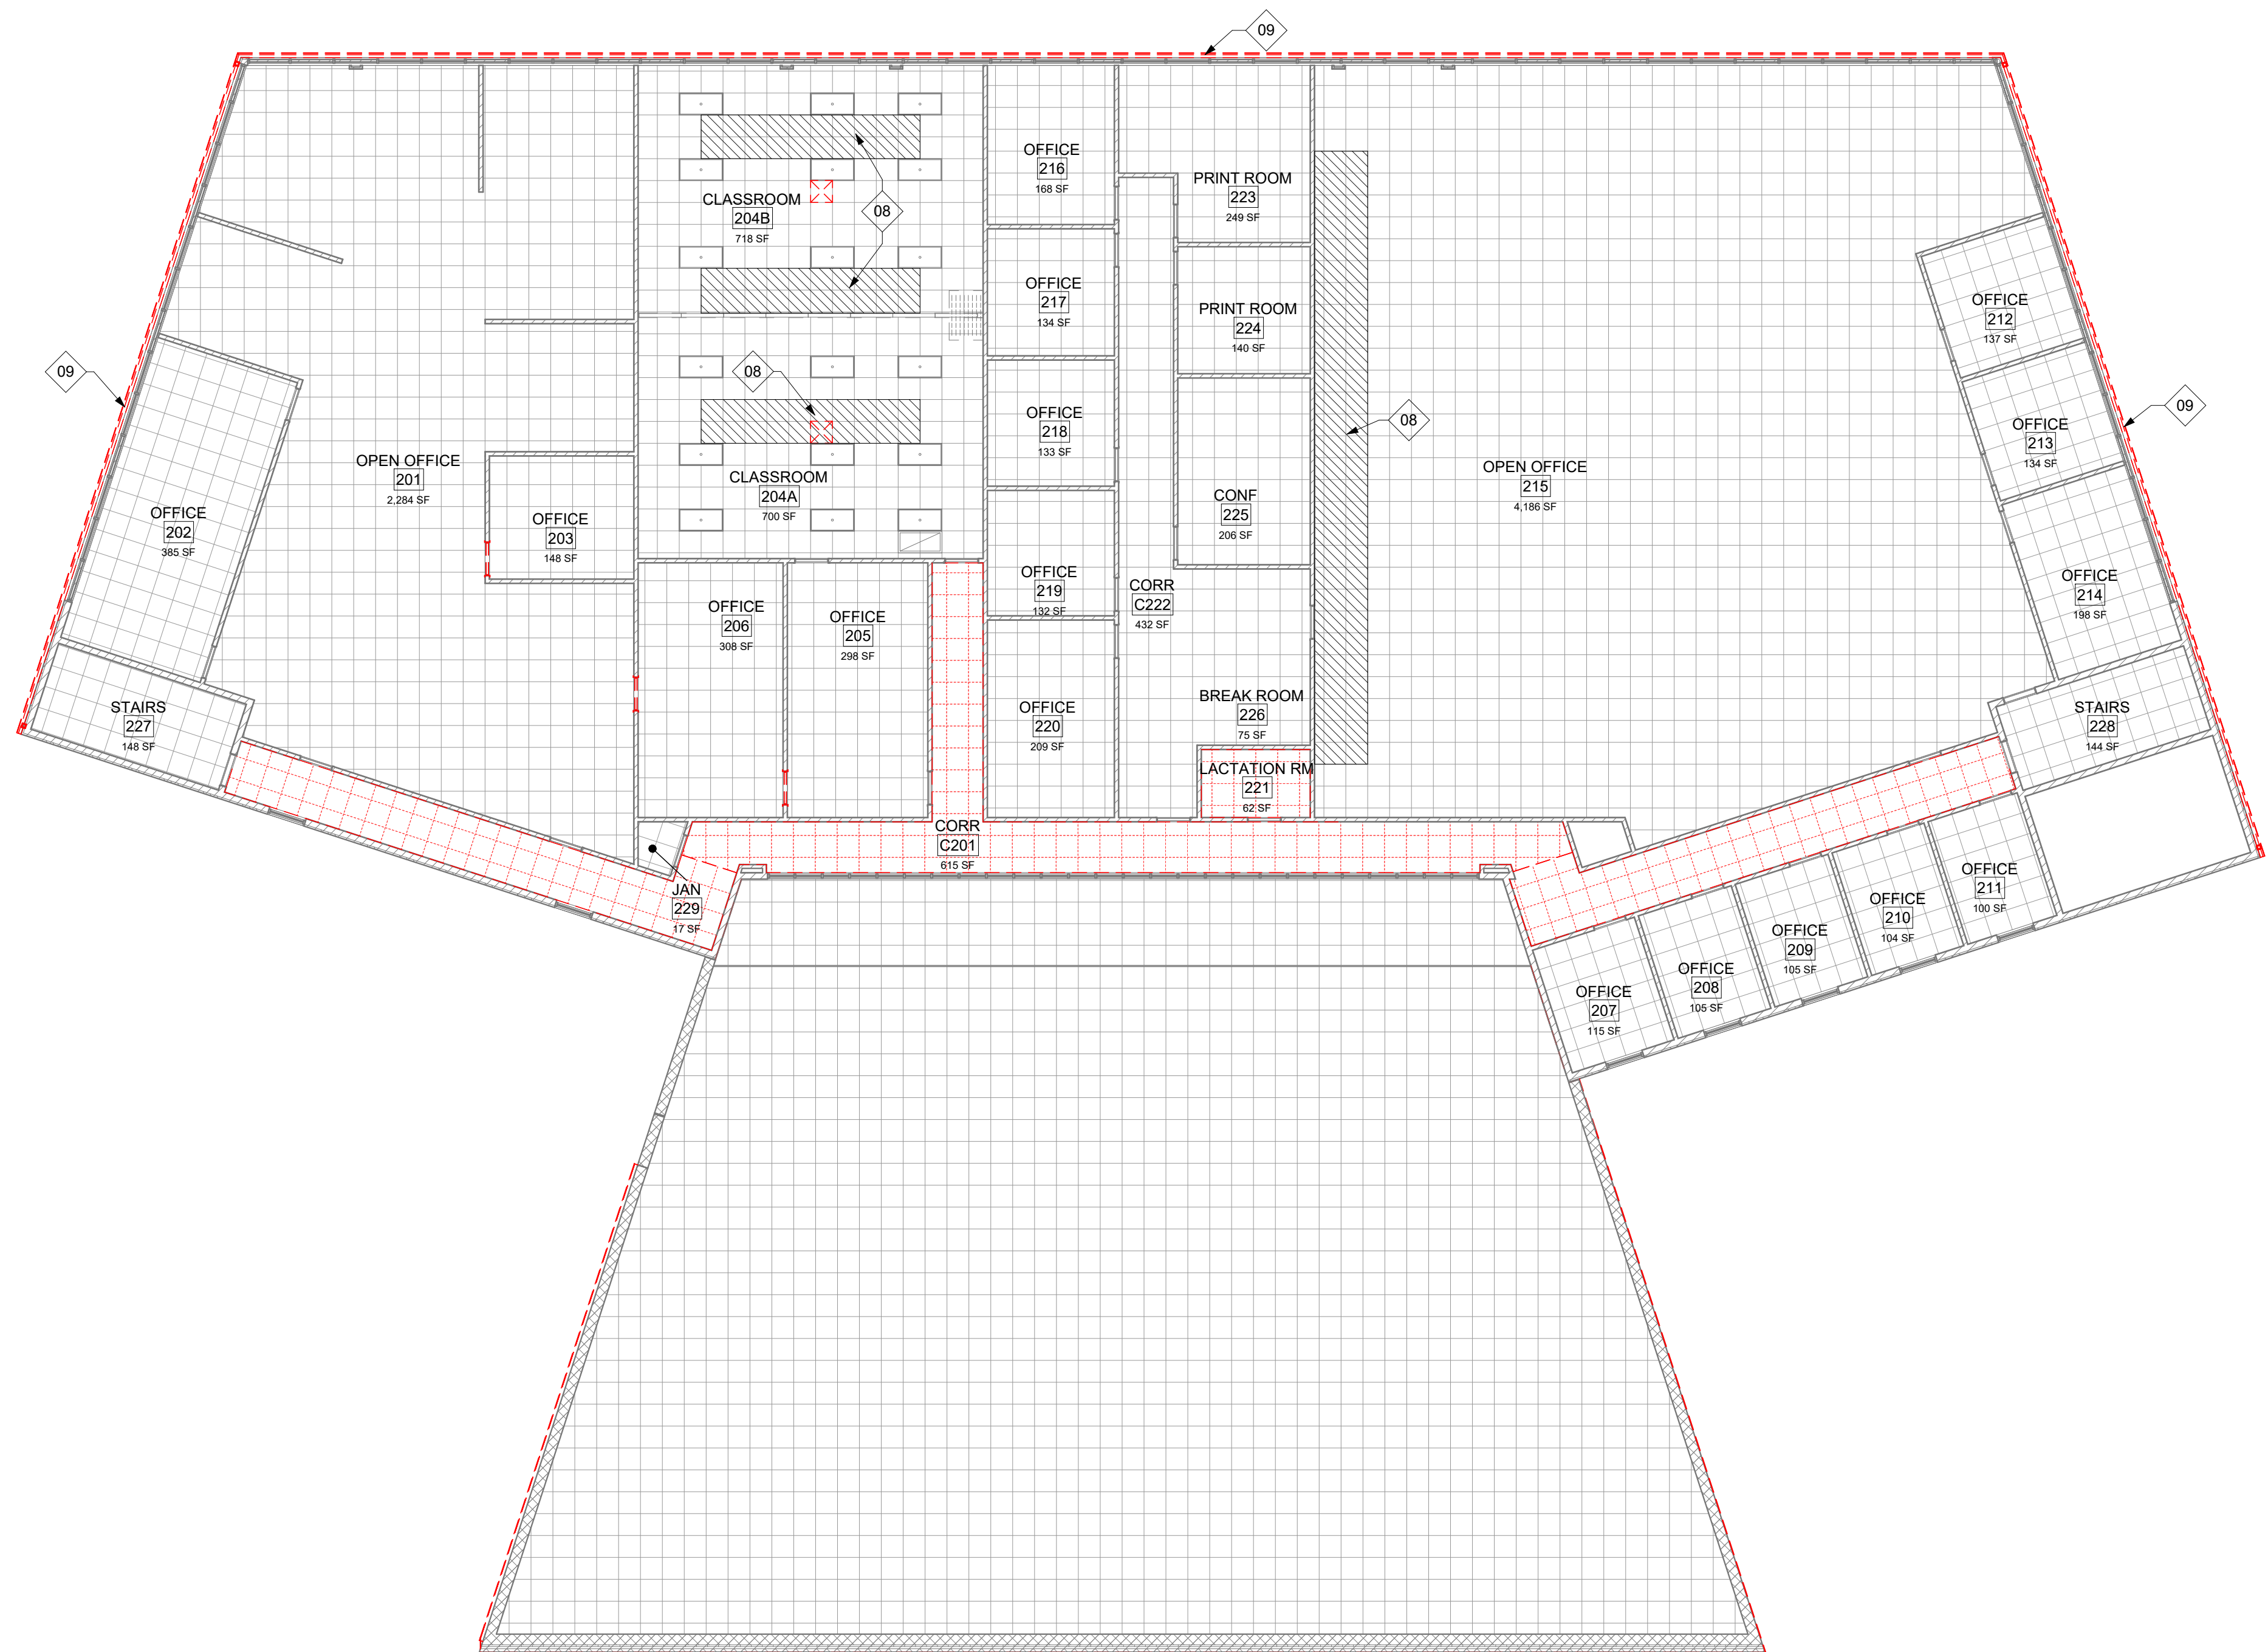 09
OFFICE
216
168 SF
PRINT ROOM
223
249 SF
CLASSROOM
204B
718 SF
08
OFFICE
217
134 SF
PRINT ROOM
224
140 SF
OFFICE
212
137 SF
09
08
OFFICE
218
133 SF
08
09
OFFICE
213
134 SF
OPEN OFFICE
201
2,284 SF
CLASSROOM
204A
700 SF
OPEN OFFICE
215
4,186 SF
CONF
225
206 SF
OFFICE
202
385 SF
OFFICE
203
148 SF
OFFICE
219
132 SF
CORR
C222
432 SF
OFFICE
214
198 SF
OFFICE
206
308 SF
OFFICE
205
298 SF
STAIRS
227
148 SF
OFFICE
220
209 SF
BREAK ROOM
226
75 SF
STAIRS
228
144 SF
LACTATION RM
221
62 SF
CORR
C201
615 SF
JAN
229
17 SF
OFFICE
211
100 SF
OFFICE
210
104 SF
OFFICE
209
105 SF
OFFICE
208
105 SF
OFFICE
207
115 SF